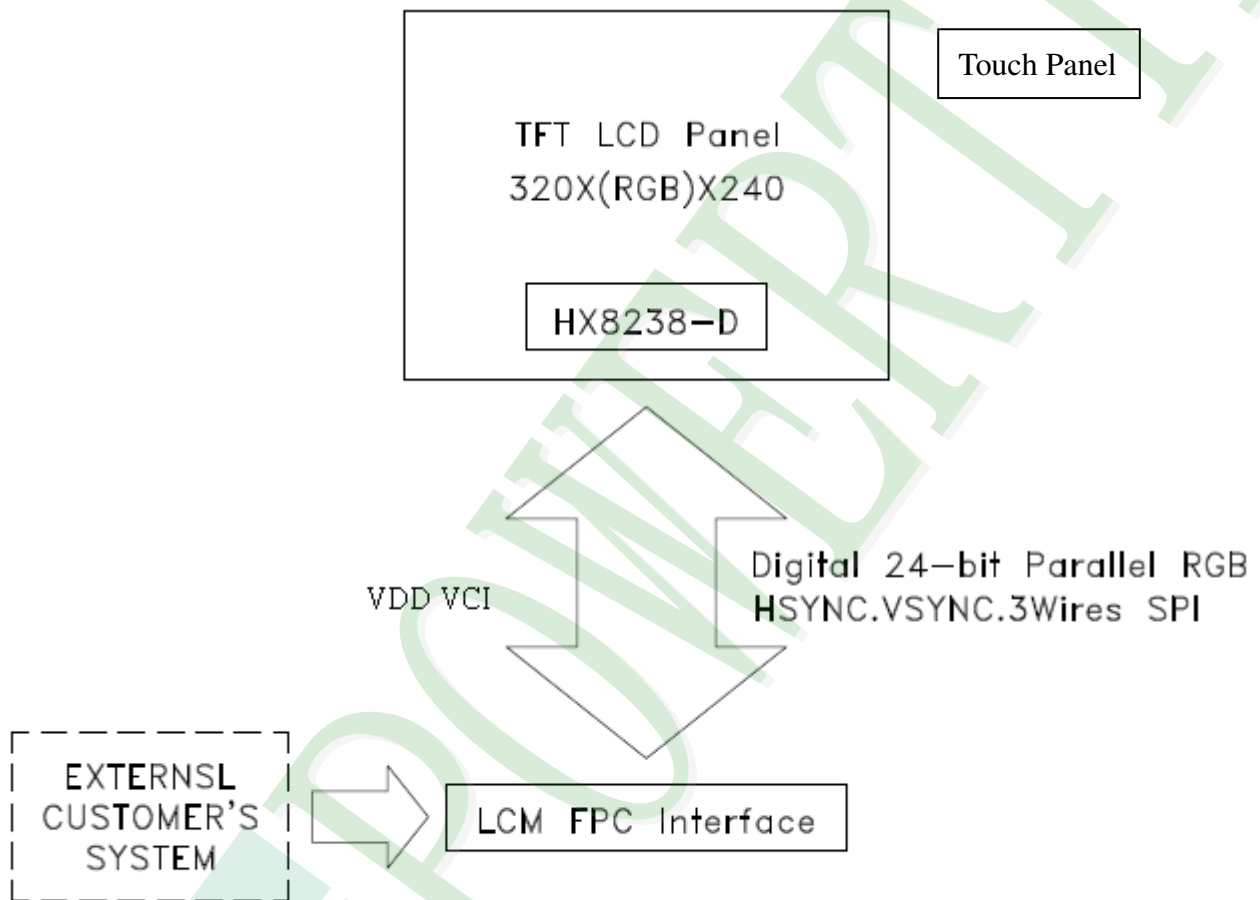 Touch Panel
TFT LCD Panel
320X(RGB)X240
HX8238-D
VDD VCI
Digital 24-bit Parallel RGB
HSYNC.VSYNC.3Wires SPI
EXTERNSL
CUSTOMER'S
SYSTEM
LCM FPC Interface
POWERT